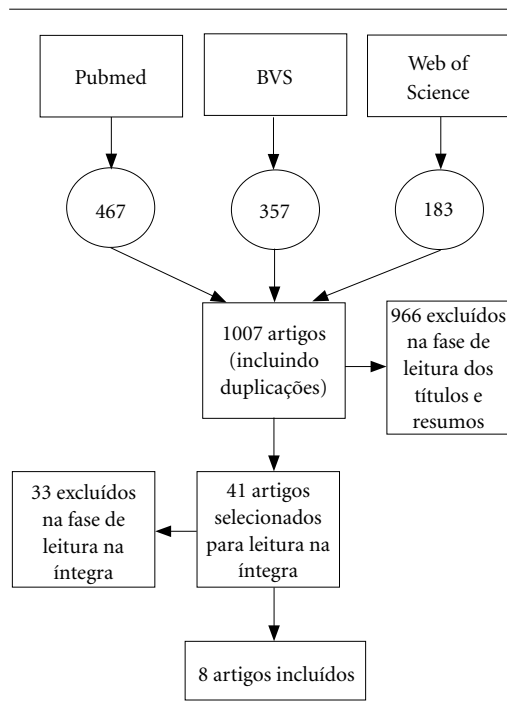 Pubmed
BVS
Web of
Science
467
357
183
1007 artigos
(incluindo
duplicações)
966 excluídos
na fase de
leitura dos
títulos e
resumos
33 excluídos
na fase de
leitura na
íntegra
41 artigos
selecionados
para leitura na
íntegra
8 artigos incluídos